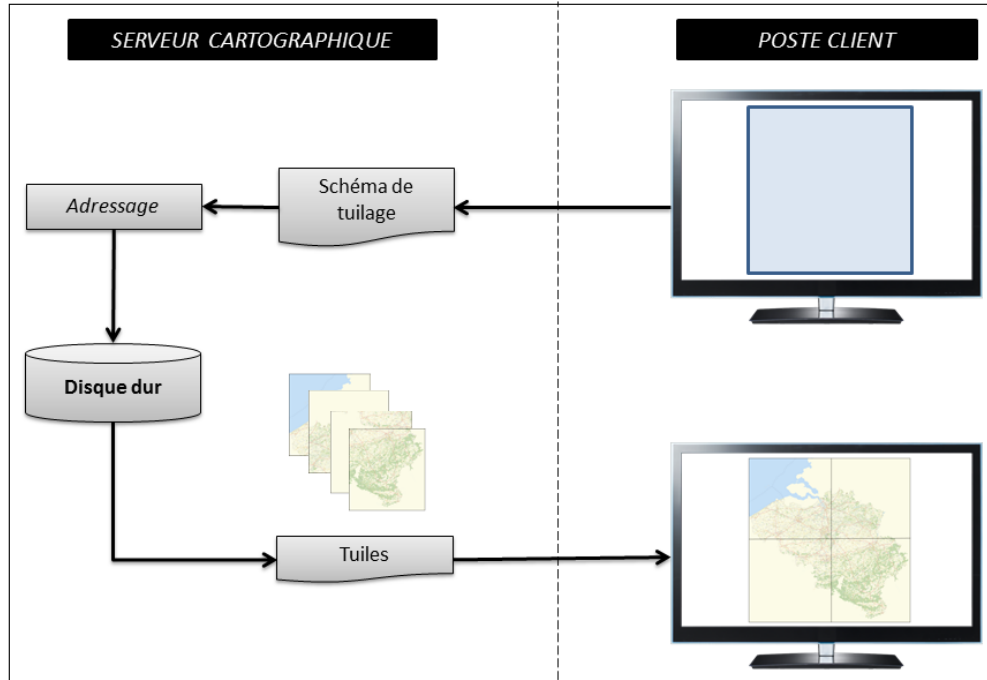 SERVEUR CARTOGRAPHIQUE
POSTE CLIENT
Schéma de
tuilage
Adressage
Disque dur
Tuiles